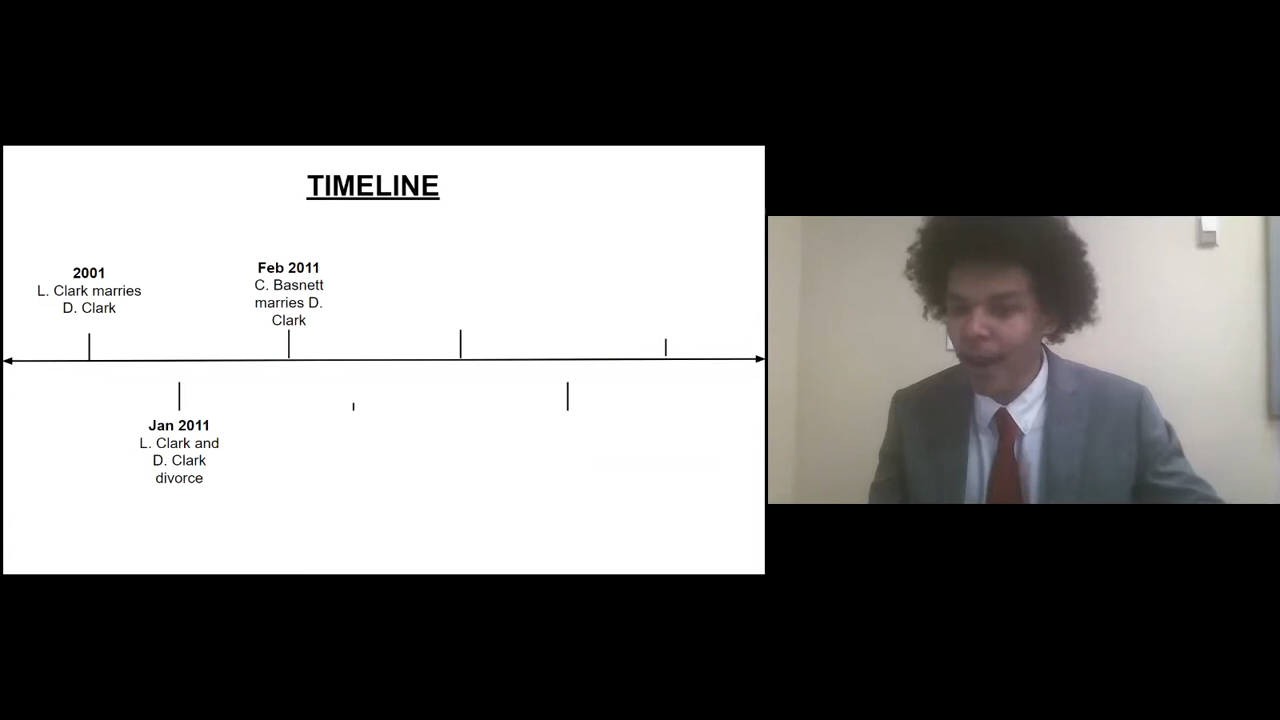 TIMELINE
2001
L. Clark marries
D. Clark
Feb 2011
C. Basnett
marries D.
Clark
Jan 2011
L. Clark and
D. Clark
divorce